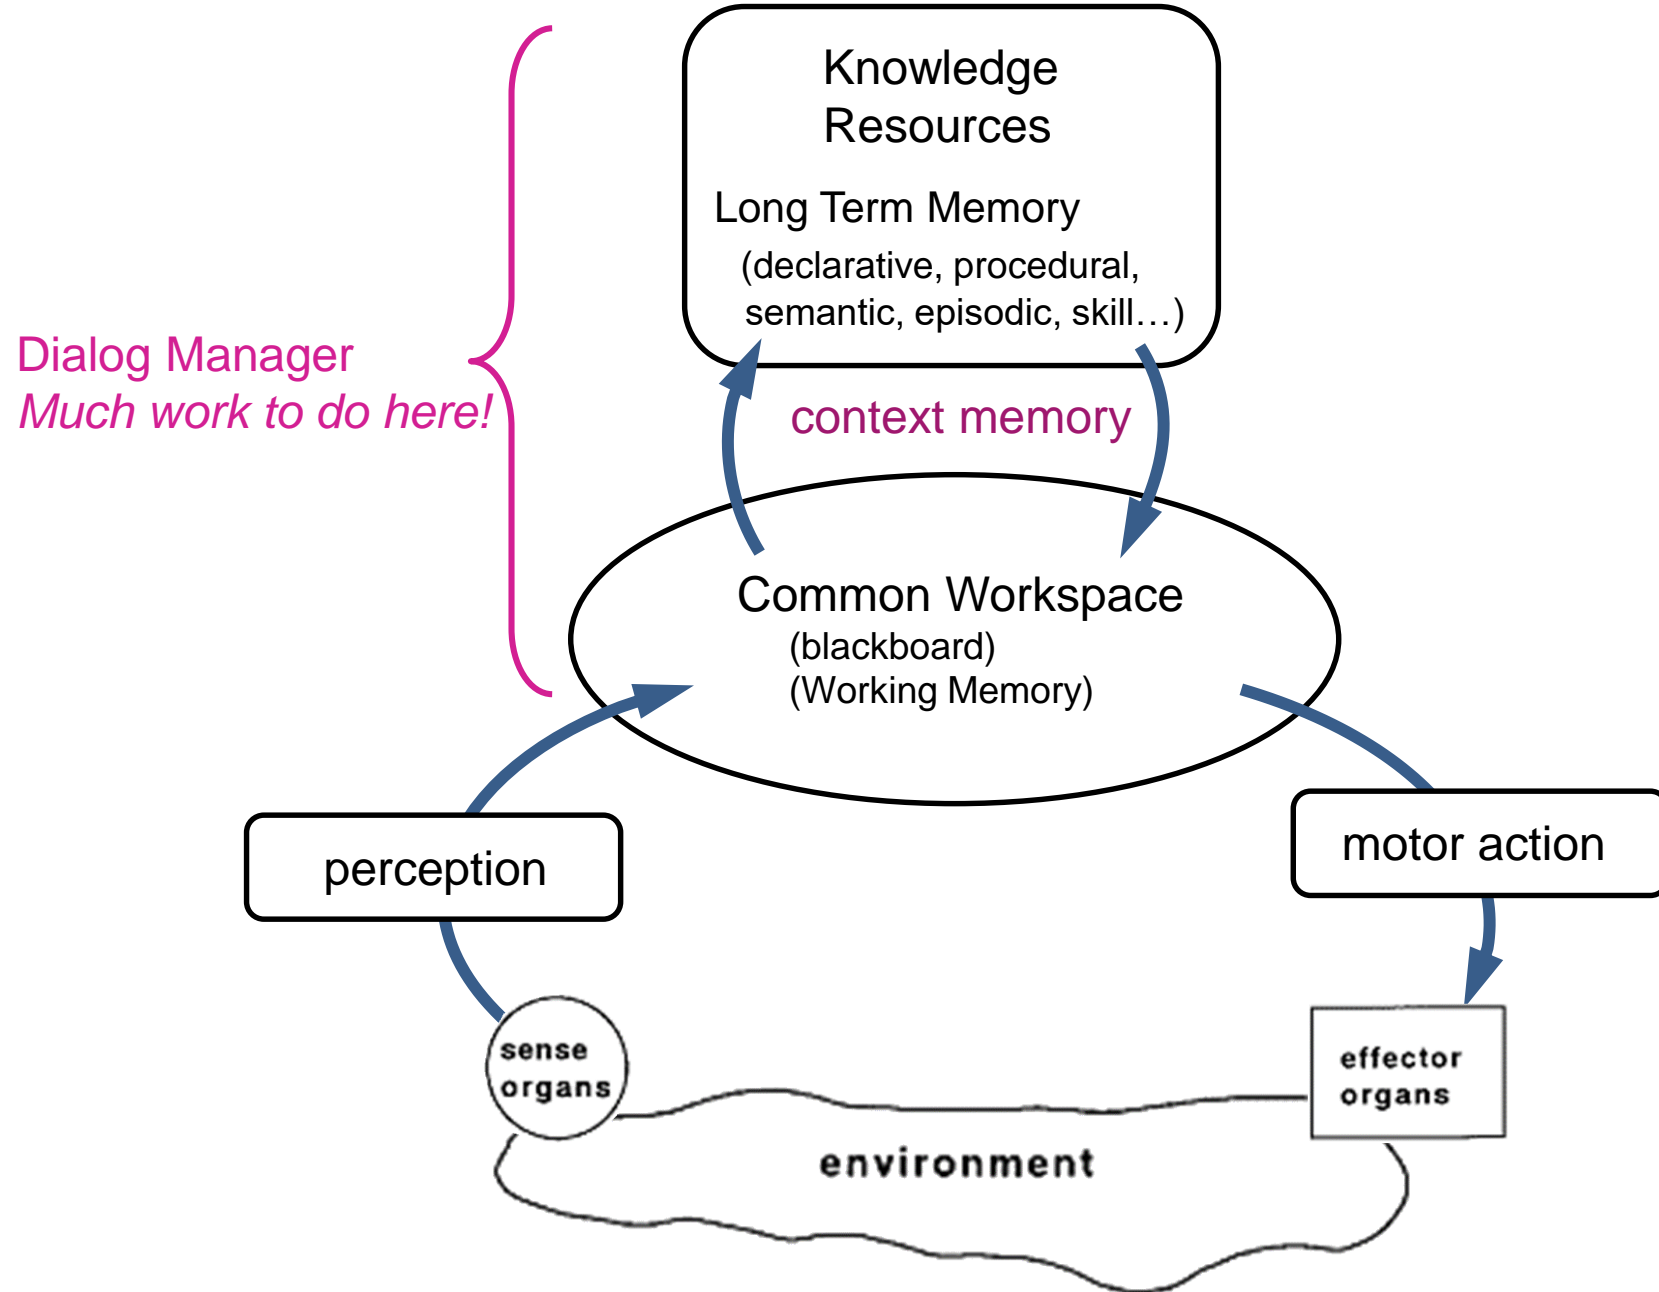 Knowledge
Resources
Long Term Memory
(declarative, procedural,
semantic, episodic, skill…)
Dialog Manager
Much work to do here!
context memory
Common Workspace
(blackboard)
(Working Memory)
perception
motor action
sense
organs
effector
organs
environment